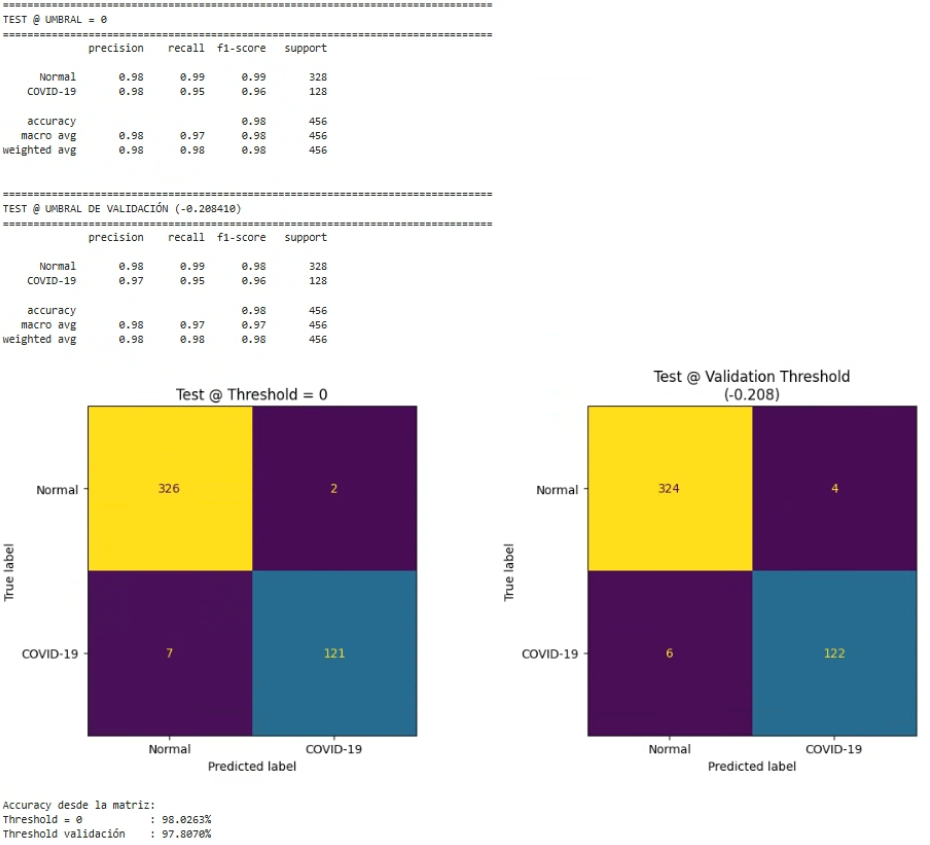 ================================================================================
TEST @ UMBRAL = 0
================================================================================
precision recall f1-score support
Normal 0.98 0.99 0.99 328
COVID-19 0.98 0.95 0.96 128
accuracy 0.98 456
macro avg 0.98 0.97 0.98 456
weighted avg 0.98 0.98 0.98 456
================================================================================
TEST @ UMBRAL DE VALIDACIÓN (-0.208410)
================================================================================
precision recall f1-score support
Normal 0.98 0.99 0.98 328
COVID-19 0.97 0.95 0.96 128
accuracy 0.98 456
macro avg 0.98 0.97 0.97 456
weighted avg 0.98 0.98 0.98 456
Test @ Threshold = 0
True label
Normal
326
2
COVID-19
7
121
Normal
COVID-19
Predicted label
Test @ Validation Threshold
(-0.208)
True label
Normal
324
4
COVID-19
6
122
Normal
COVID-19
Predicted label
Accuracy desde la matriz:
Threshold = 0 : 98.0263%
Threshold validación : 97.8070%